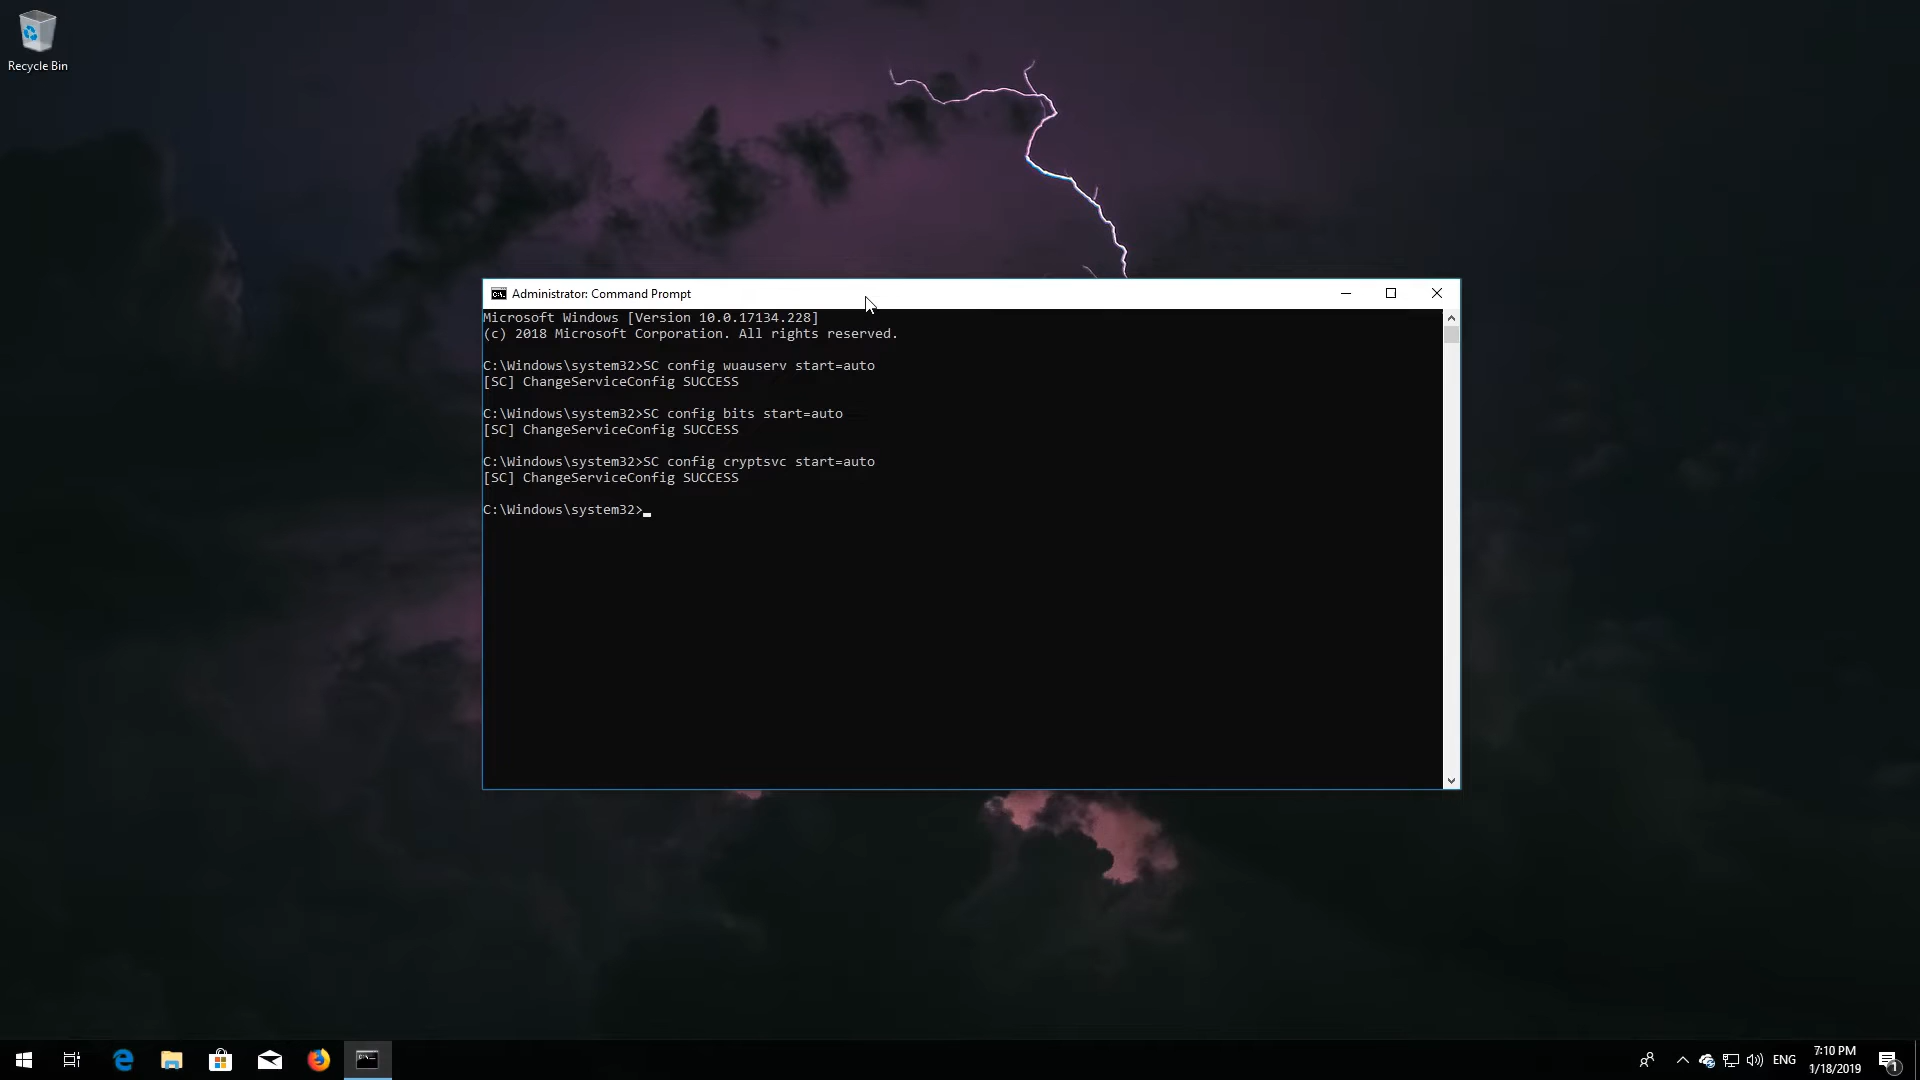 Recycle Bin
Administrator: Command Prompt
Microsoft Windows [Version 10.0.17134.228]
(c) 2018 Microsoft Corporation. All rights reserved.
C:\Windows\system32>SC config wuauserv start=auto
[SC] ChangeServiceConfig SUCCESS
C:\Windows\system32>SC config bits start=auto
[SC] ChangeServiceConfig SUCCESS
C:\Windows\system32>SC config cryptsvc start=auto
[SC] ChangeServiceConfig SUCCESS
C:\Windows\system32>
ENG
7:10 PM
1/18/2019
1